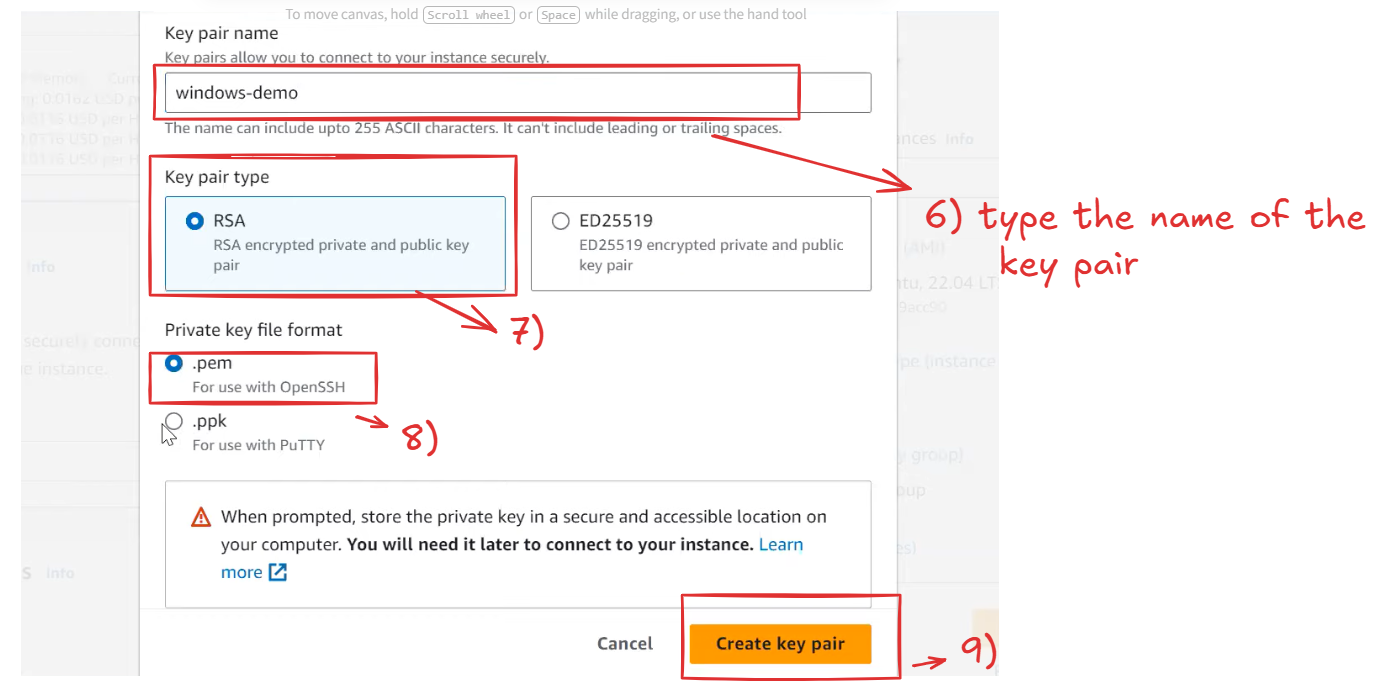 To move canvas, hold Scroll wheel or Space while dragging, or use the hand tool
Key pair name
Key pairs allow you to connect to your instance securely.
windows-demo
The name can include upto 255 ASCII characters. It can't include leading or trailing spaces.
6) type the name of the
key pair
Key pair type
RSA
RSA encrypted private and public key
pair
ED25519
ED25519 encrypted private and public
key pair
7)
Private key file format
.pem
For use with OpenSSH
.ppk
For use with PuTTY
8)
When prompted, store the private key in a secure and accessible location on
your computer. You will need it later to connect to your instance. Learn
more
Cancel
Create key pair
9)
Info
Info
Info